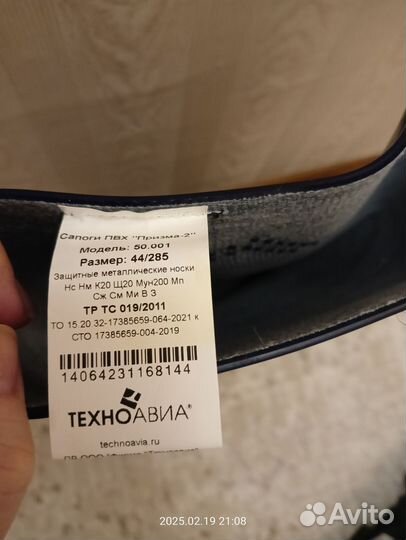 Сапоги ПВХ "Призма-2"
Модель: 50.001
Размер: 44/285
Защитные металлические носки
Нс Нм К20 Щ20 Мун200 Мп
Сж См Ми В З
ТР ТС 019/2011
ТО 15.20.32-17385659-064-2021 к
СТО 17385659-004-2019
14064231168144
ТЕХНОАВИА®
technoavia.ru
2025.02.19 21:08
Avito